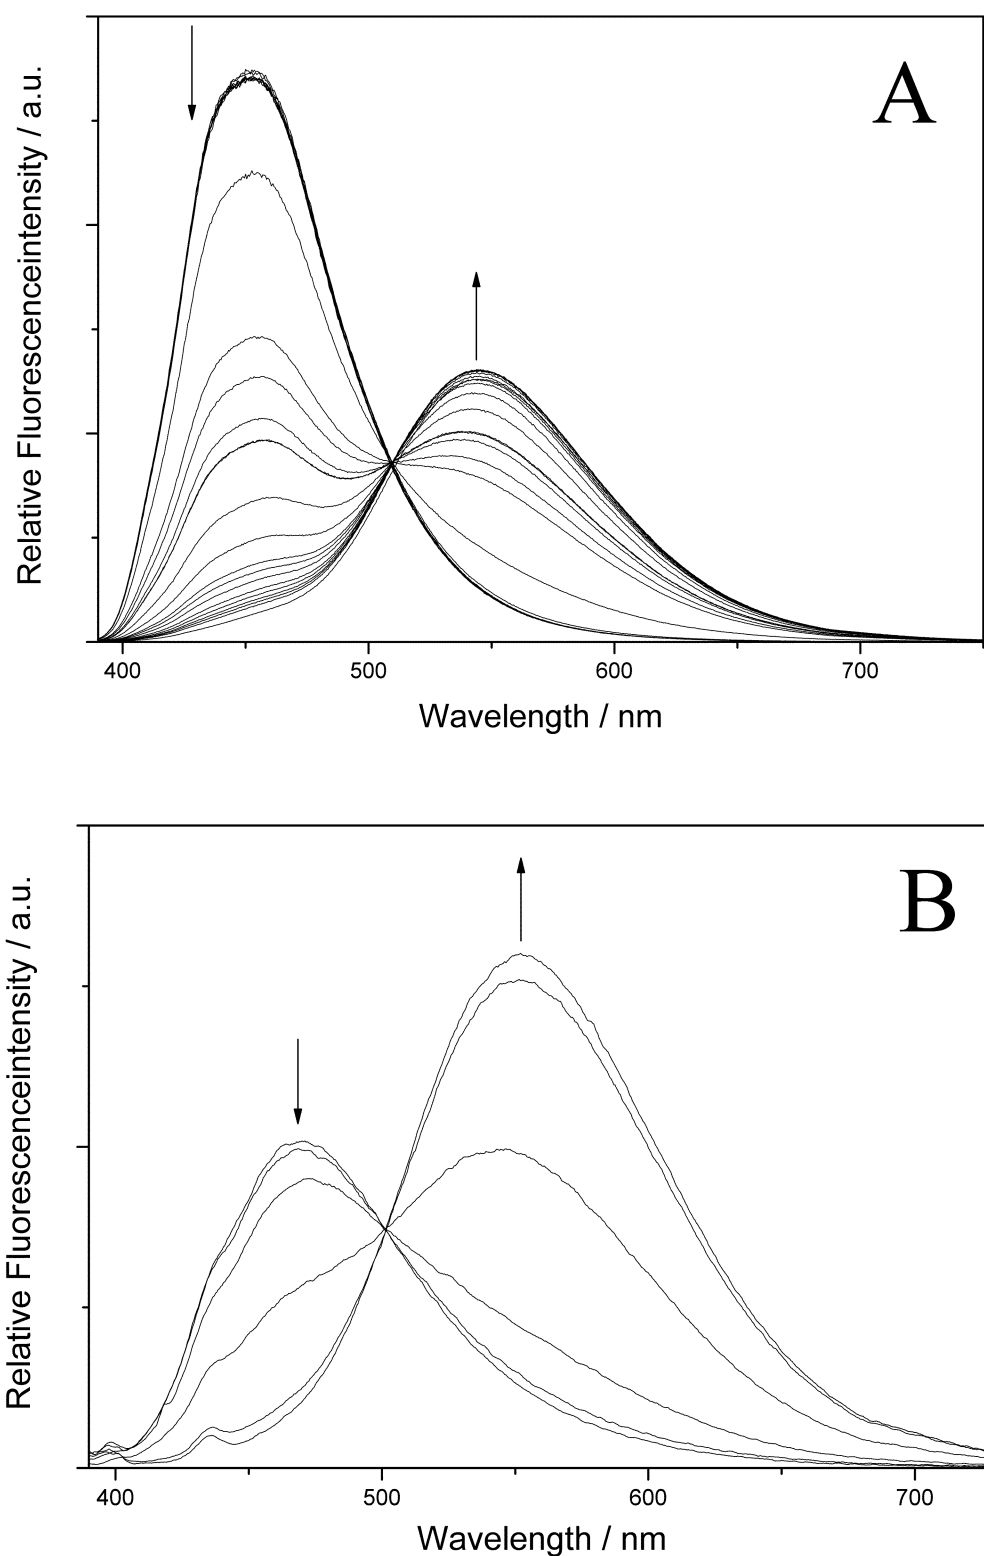 A
Relative Fluorescenceintensity / a.u.
400 500 600 700
Wavelength / nm
B
Relative Fluorescenceintensity / a.u.
400 500 600 700
Wavelength / nm